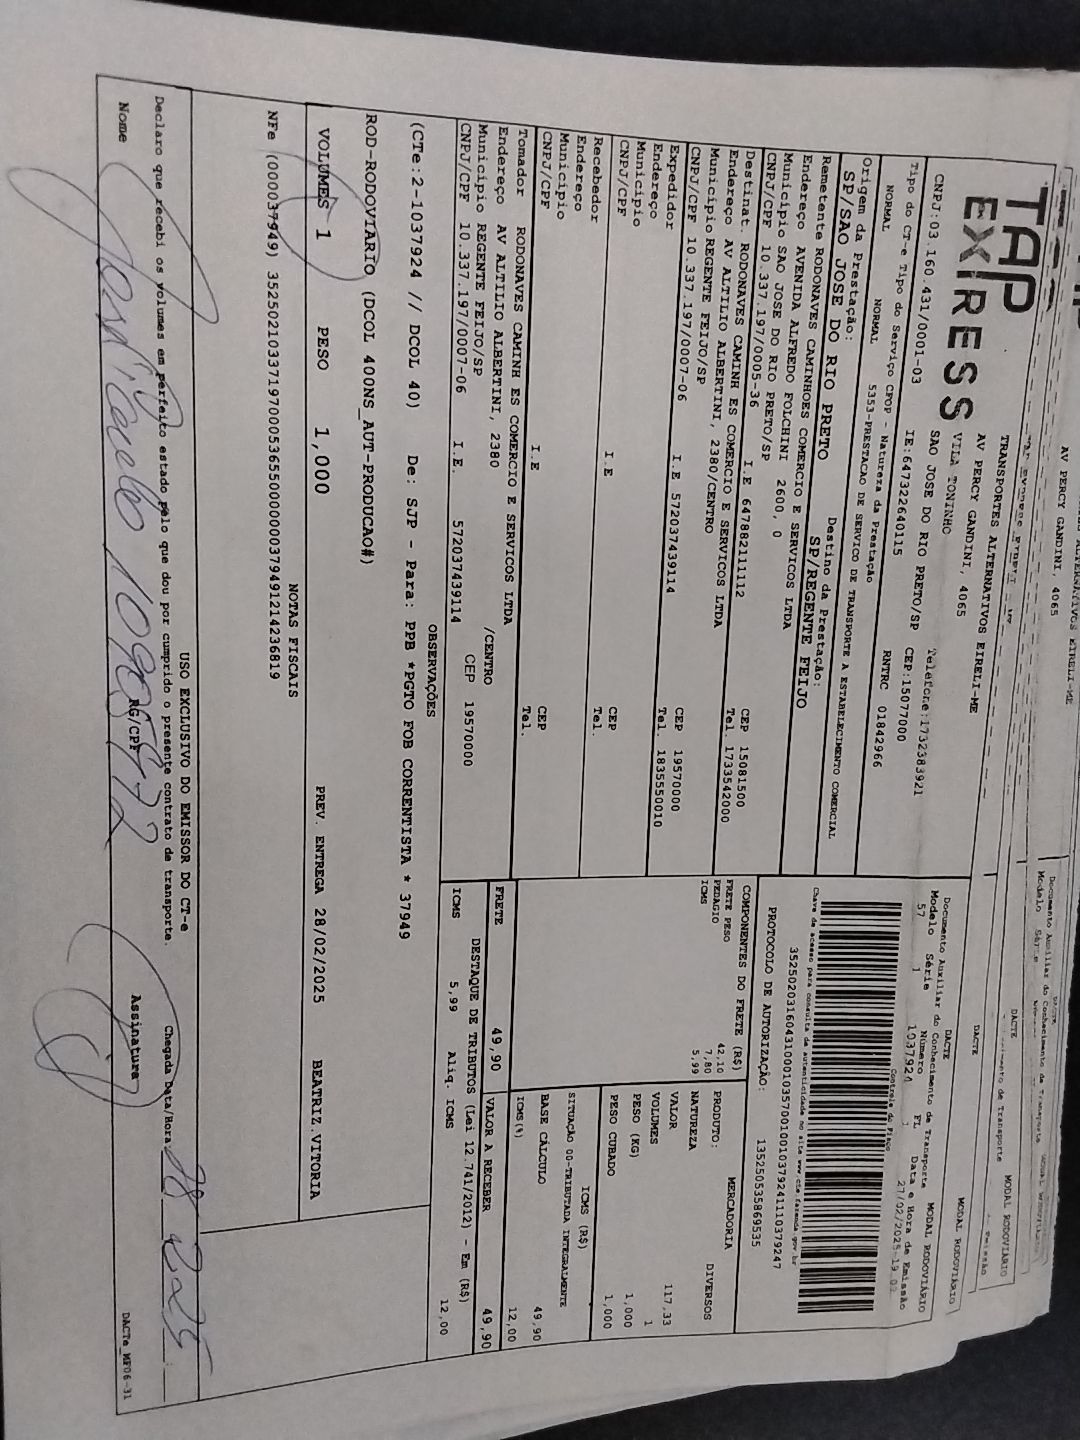 AV PERCY GANDINI, 4065
TAP
EXPRESS
TRANSPORTES ALTERNATIVOS EIRELI-ME
AV PERCY GANDINI, 4065
VILA TONINHO
SAO JOSE DO RIO PRETO/SP CEP:15077000
CNPJ:03.160.431/0001-03 IE:647322640115 RNTRC 01842966
Telefone:1732383921
DACTE MODAL RODOVIÁRIO
Documento Auxiliar do Conhecimento de Transporte MODAL RODOVIÁRIO
Modelo Série Número FL Data e Hora de Emissão
57 1 1037924 27/02/2025-19
Controle do Fisco
Chave de acesso para consulta de autenticidade no site www.cte.fazenda.gov.br
35250203160431000103570010010379241110379247
PROTOCOLO DE AUTORIZAÇÃO: 135250535869535
Tipo do CT-e Tipo do Serviço CFOP - Natureza da Prestação
NORMAL NORMAL 5353-PRESTACAO DE SERVICO DE TRANSPORTE A ESTABELECIMENTO COMERCIAL
Origem da Prestação: Destino da Prestação:
SP/SAO JOSE DO RIO PRETO SP/REGENTE FEIJO
Remetente RODONAVES CAMINHOES COMERCIO E SERVICOS LTDA
Endereço AVENIDA ALFREDO FOLCHINI 2600, 0
Municipio SAO JOSE DO RIO PRETO/SP CEP 15081500
CNPJ/CPF 10.337.197/0005-36 I.E 647882111112 Tel. 1733542000
Destinat. RODONAVES CAMINH ES COMERCIO E SERVICOS LTDA
Endereço AV ALTILIO ALBERTINI, 2380/CENTRO
Município REGENTE FEIJO/SP CEP 19570000
CNPJ/CPF 10.337.197/0007-06 I.E 572037439114 Tel. 1835550010
Expedidor
Endereço
Município CEP
CNPJ/CPF I.E Tel.
Recebedor
Endereço
Município CEP
CNPJ/CPF I.E Tel.
Tomador RODONAVES CAMINH ES COMERCIO E SERVICOS LTDA
Endereço AV ALTILIO ALBERTINI, 2380 /CENTRO
Município REGENTE FEIJO/SP CEP 19570000
CNPJ/CPF 10.337.197/0007-06 I.E. 572037439114
COMPONENTES DO FRETE (R$)
FRETE PESO 42,10
PEDAGIO 7,80
ICMS 5,99
PRODUTO: MERCADORIA
NATUREZA DIVERSOS
VALOR 117,33
VOLUMES 1
PESO (KG) 1,000
PESO CUBADO 1,000
ICMS (R$)
SITUAÇÃO 00-TRIBUTADA INTEGRALMENTE
BASE CÁLCULO 49,90
ICMS(%) 12,00
FRETE 49,90 VALOR A RECEBER 49,90
DESTAQUE DE TRIBUTOS (Lei 12.741/2012) - Em (R$)
ICMS 5,99 Aliq. ICMS 12,00
OBSERVAÇÕES
(CTe:2-1037924 // DCOL 40) De: SJP - Para: PPB *PGTO FOB CORRENTISTA * 37949
ROD-RODOVIÁRIO (DCOL 400NS_AUT-PRODUCAO#)
VOLUMES 1 PESO 1,000 PREV. ENTREGA 28/02/2025 BEATRIZ.VITORIA
NOTAS FISCAIS
NFe (000037949) 35250210337197000536550000000379491214236819
USO EXCLUSIVO DO EMISSOR DO CT-e
Declaro que recebi os volumes em perfeito estado pelo que dou por cumprido o presente contrato de transporte.
Chegada Data/Hora
Nome RG/CPF Assinatura
DACTe_MF06-31